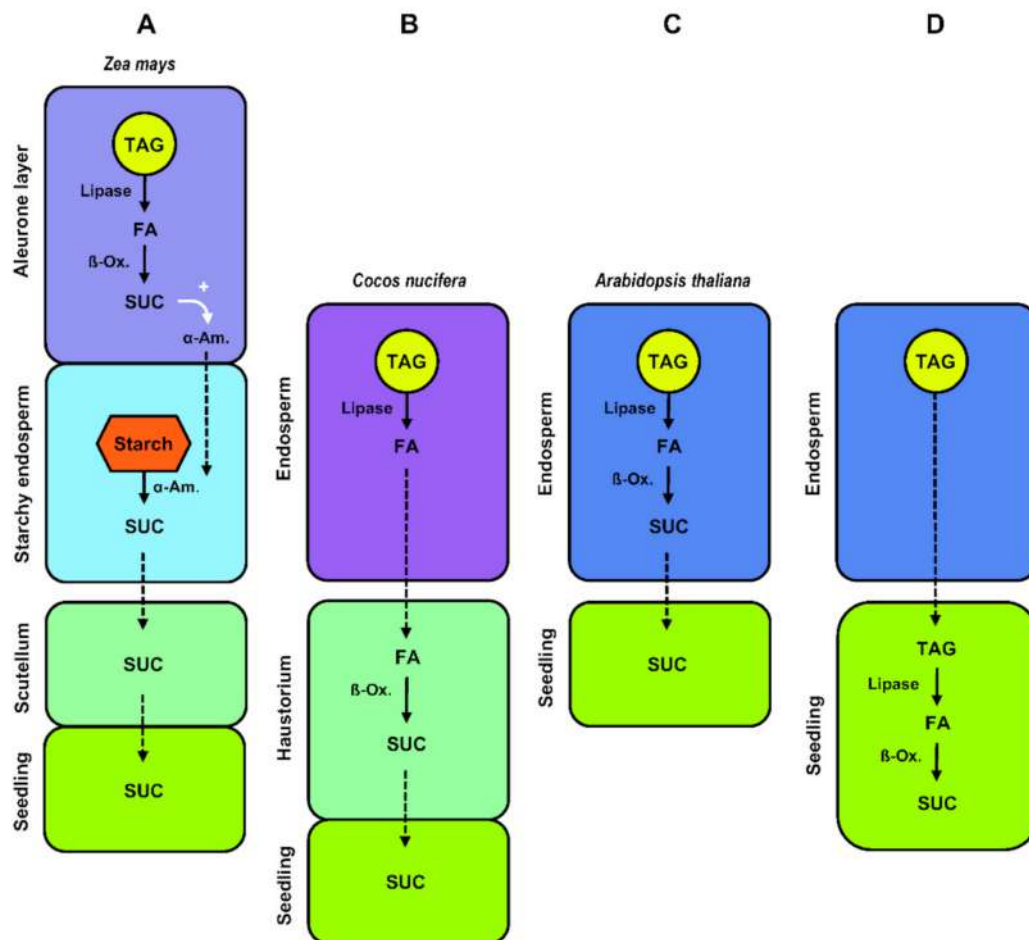 A
B
C
D
Zea mays
Aleurone layer
TAG
Lipase
FA
ß-Ox.
SUC
+
α-Am.
Starchy endosperm
Starch
α-Am.
SUC
Scutellum
SUC
Seedling
SUC
Cocos nucifera
Endosperm
TAG
Lipase
FA
Haustorium
FA
ß-Ox.
SUC
Seedling
SUC
Arabidopsis thaliana
Endosperm
TAG
Lipase
FA
ß-Ox.
SUC
Seedling
SUC
Endosperm
TAG
Seedling
TAG
Lipase
FA
ß-Ox.
SUC